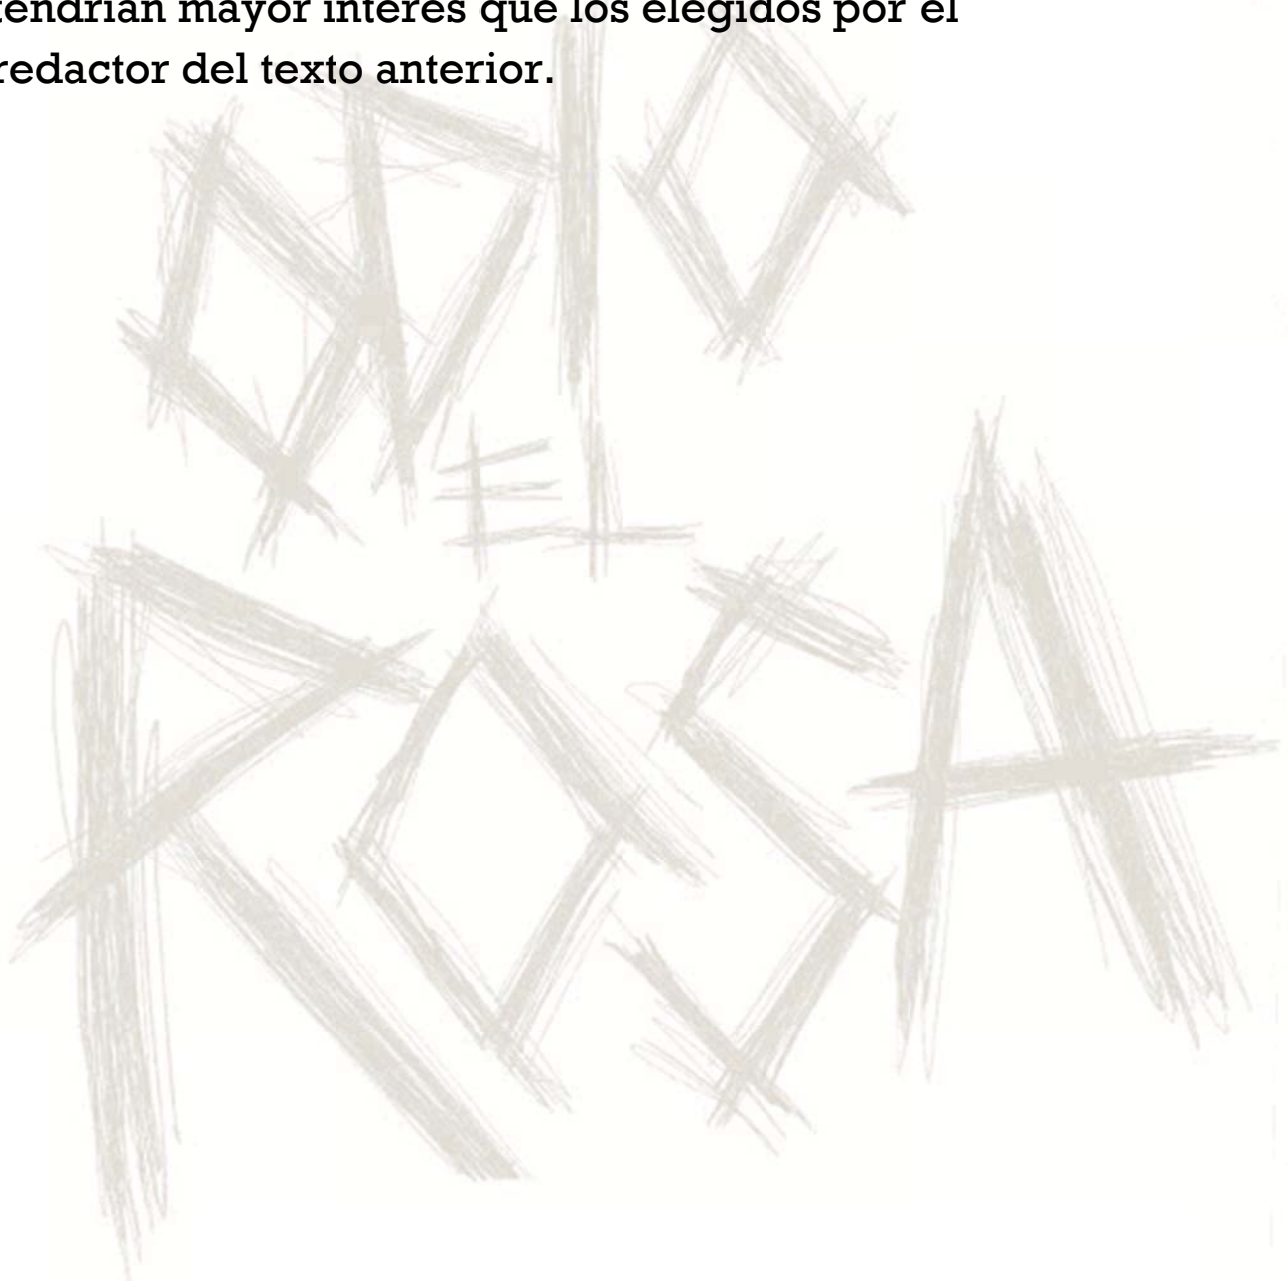 tendrían mayor interés que los elegidos por el
redactor del texto anterior.
ODIO
EL
ROSA